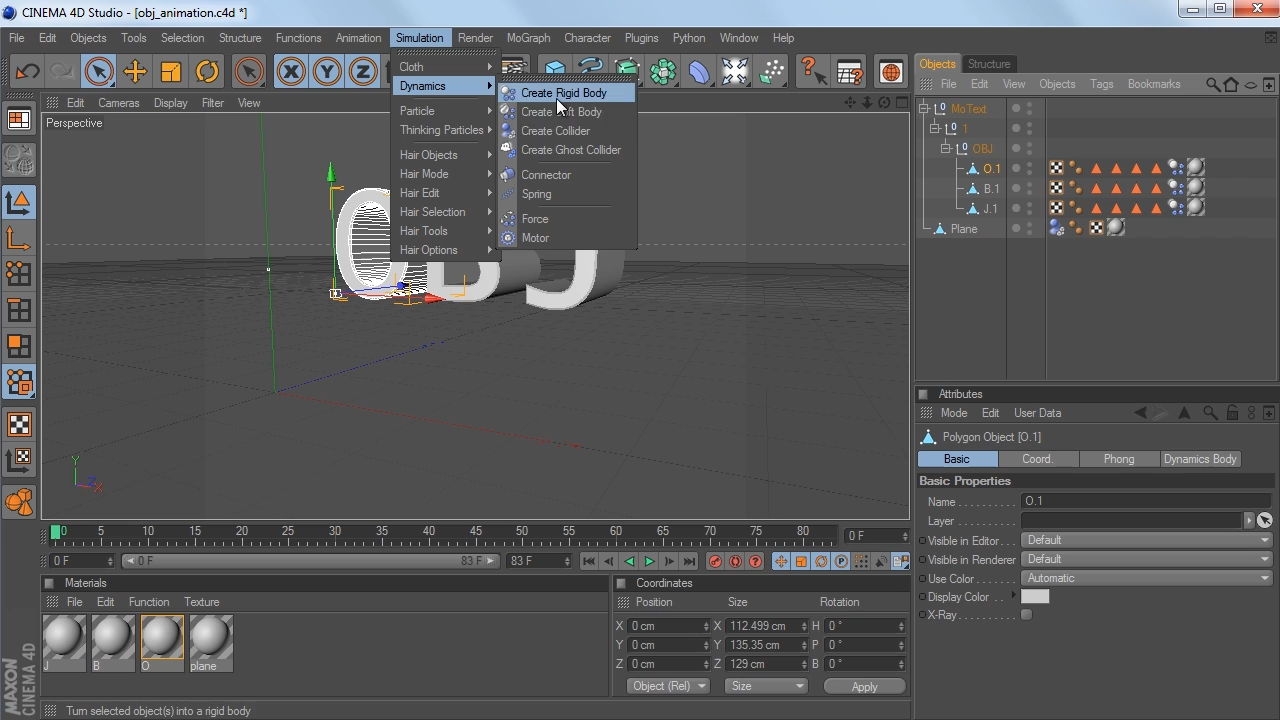 CINEMA 4D Studio - [obj_animation.c4d *]
File Edit Objects Tools Selection Structure Functions Animation Simulation Render MoGraph Character Plugins Python Window Help
X Y Z
Cloth
Dynamics
Particle
Thinking Particles
Hair Objects
Hair Mode
Hair Edit
Hair Selection
Hair Tools
Hair Options
Create Rigid Body
Create Soft Body
Create Collider
Create Ghost Collider
Connector
Spring
Force
Motor
Edit Cameras Display Filter View
Perspective
OBJ
Y
Z
X
Objects Structure
File Edit View Objects Tags Bookmarks
MoText
1
OBJ
O.1
B.1
J.1
Plane
Attributes
Mode Edit User Data
Polygon Object [O.1]
Basic Coord. Phong Dynamics Body
Basic Properties
Name O.1
Layer
Visible in Editor Default
Visible in Renderer Default
Use Color Automatic
Display Color
X-Ray
0 5 10 15 20 25 30 35 40 45 50 55 60 65 70 75 80 0 F
0 F 0 F 83 F 83 F
Materials
File Edit Function Texture
J B O plane
Coordinates
Position Size Rotation
X 0 cm X 112.499 cm H 0 °
Y 0 cm Y 135.35 cm P 0 °
Z 0 cm Z 129 cm B 0 °
Object (Rel) Size Apply
MAXON
CINEMA 4D
Turn selected object(s) into a rigid body